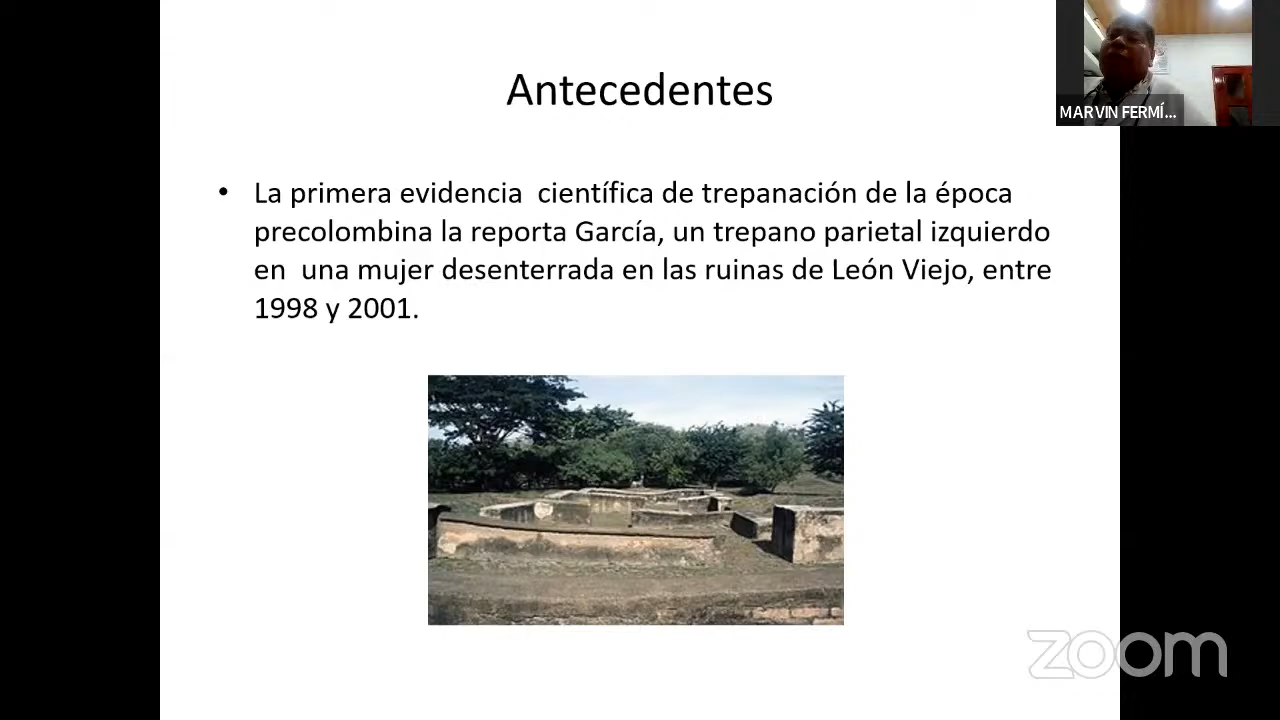 Antecedentes
MARVIN FERMÍ...
• La primera evidencia  científica de trepanación de la época
precolombina la reporta García, un trepano parietal izquierdo
en  una mujer desenterrada en las ruinas de León Viejo, entre
1998 y 2001.
zoom